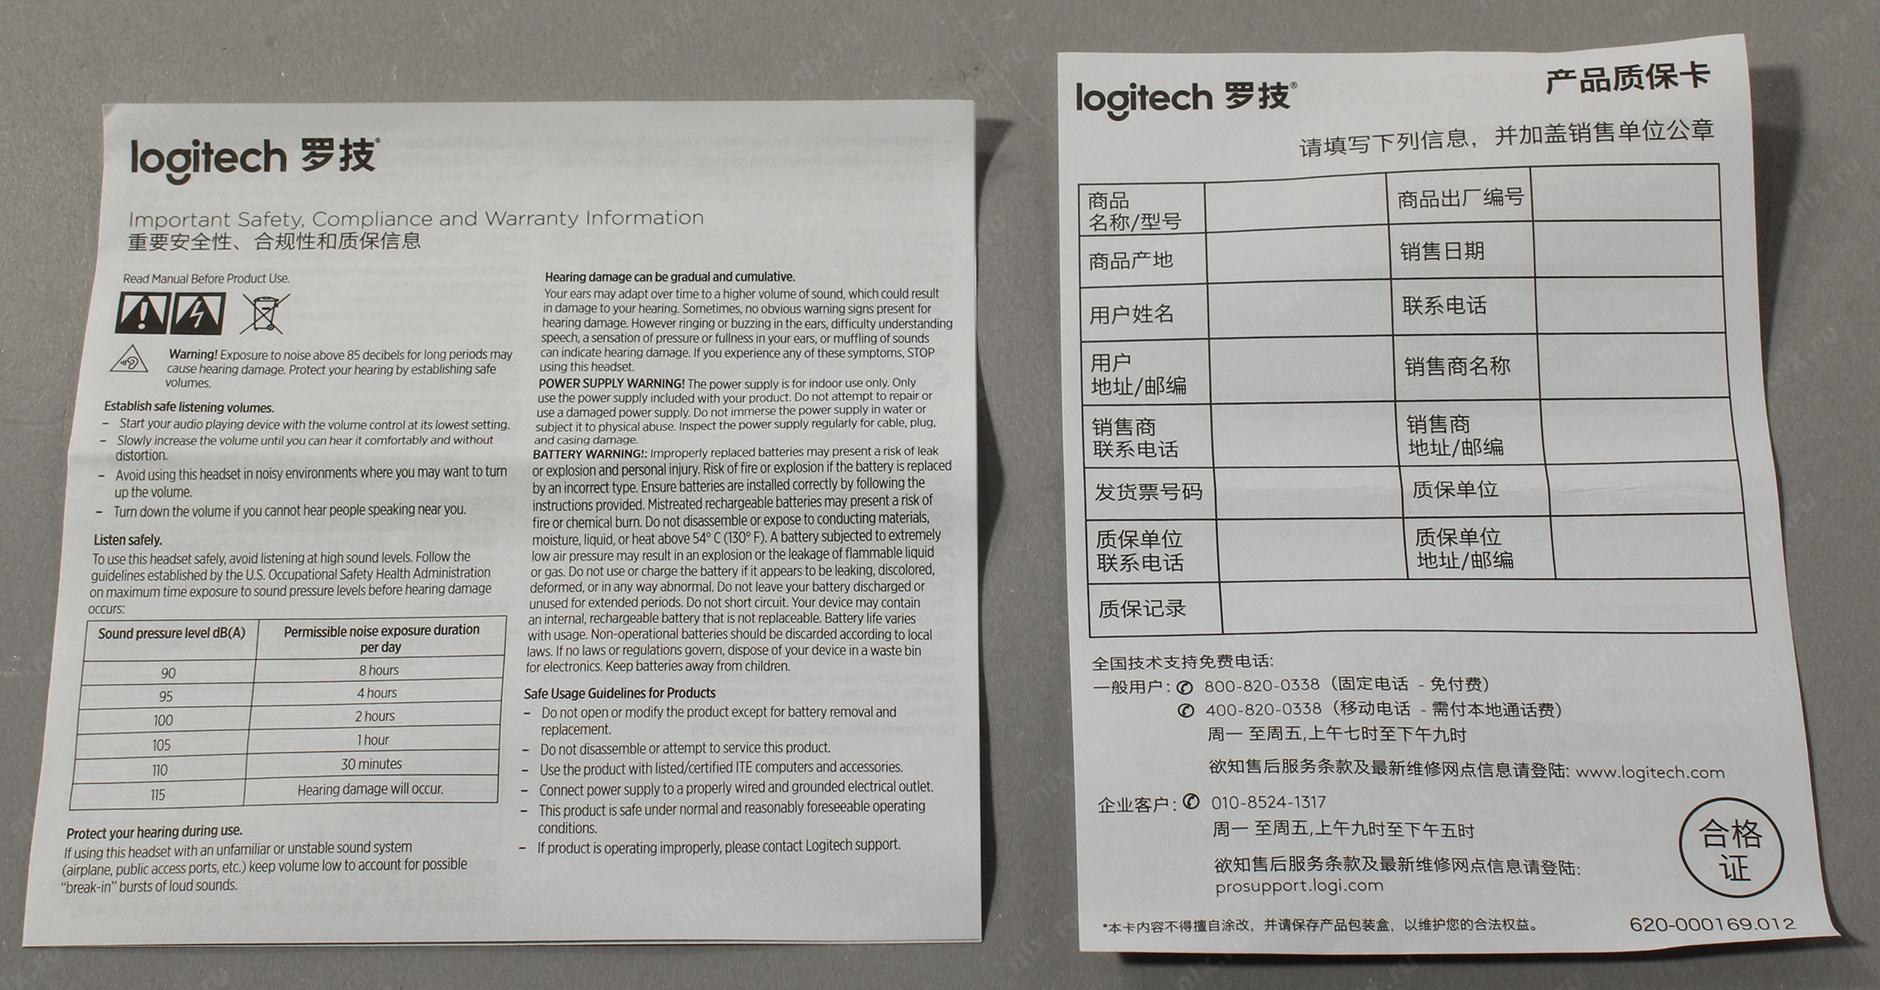 logitech 罗技®
Important Safety, Compliance and Warranty Information
重要安全性、合规性和质保信息
Read Manual Before Product Use.
Warning! Exposure to noise above 85 decibels for long periods may
cause hearing damage. Protect your hearing by establishing safe
volumes.
Establish safe listening volumes.
– Start your audio playing device with the volume control at its lowest setting.
– Slowly increase the volume until you can hear it comfortably and without
distortion.
– Avoid using this headset in noisy environments where you may want to turn
up the volume.
– Turn down the volume if you cannot hear people speaking near you.
Listen safely.
To use this headset safely, avoid listening at high sound levels. Follow the
guidelines established by the U.S. Occupational Safety Health Administration
on maximum time exposure to sound pressure levels before hearing damage
occurs:
Sound pressure level dB(A) Permissible noise exposure duration
per day
90 8 hours
95 4 hours
100 2 hours
105 1 hour
110 30 minutes
115 Hearing damage will occur.
Protect your hearing during use.
If using this headset with an unfamiliar or unstable sound system
(airplane, public access ports, etc.) keep volume low to account for possible
“break-in” bursts of loud sounds.
Hearing damage can be gradual and cumulative.
Your ears may adapt over time to a higher volume of sound, which could result
in damage to your hearing. Sometimes, no obvious warning signs present for
hearing damage. However ringing or buzzing in the ears, difficulty understanding
speech, a sensation of pressure or fullness in your ears, or muffling of sounds
can indicate hearing damage. If you experience any of these symptoms, STOP
using this headset.
POWER SUPPLY WARNING! The power supply is for indoor use only. Only
use the power supply included with your product. Do not attempt to repair or
use a damaged power supply. Do not immerse the power supply in water or
subject it to physical abuse. Inspect the power supply regularly for cable, plug,
and casing damage.
BATTERY WARNING!: Improperly replaced batteries may present a risk of leak
or explosion and personal injury. Risk of fire or explosion if the battery is replaced
by an incorrect type. Ensure batteries are installed correctly by following the
instructions provided. Mistreated rechargeable batteries may present a risk of
fire or chemical burn. Do not disassemble or expose to conducting materials,
moisture, liquid, or heat above 54° C (130° F). A battery subjected to extremely
low air pressure may result in an explosion or the leakage of flammable liquid
or gas. Do not use or charge the battery if it appears to be leaking, discolored,
deformed, or in any way abnormal. Do not leave your battery discharged or
unused for extended periods. Do not short circuit. Your device may contain
an internal, rechargeable battery that is not replaceable. Battery life varies
with usage. Non-operational batteries should be discarded according to local
laws. If no laws or regulations govern, dispose of your device in a waste bin
for electronics. Keep batteries away from children.
Safe Usage Guidelines for Products
– Do not open or modify the product except for battery removal and
replacement.
– Do not disassemble or attempt to service this product.
– Use the product with listed/certified ITE computers and accessories.
– Connect power supply to a properly wired and grounded electrical outlet.
– This product is safe under normal and reasonably foreseeable operating
conditions.
– If product is operating improperly, please contact Logitech support.
logitech 罗技®
产品质保卡
请填写下列信息，并加盖销售单位公章
商品
名称/型号
商品出厂编号
商品产地
销售日期
用户姓名
联系电话
用户
地址/邮编
销售商名称
销售商
联系电话
销售商
地址/邮编
发货票号码
质保单位
质保单位
联系电话
质保单位
地址/邮编
质保记录
全国技术支持免费电话:
一般用户: 800-820-0338（固定电话 - 免付费）
400-820-0338（移动电话 - 需付本地通话费）
周一 至周五,上午七时至下午九时
欲知售后服务条款及最新维修网点信息请登陆: www.logitech.com
企业客户: 010-8524-1317
周一 至周五,上午九时至下午五时
欲知售后服务条款及最新维修网点信息请登陆:
prosupport.logi.com
合格
证
*本卡内容不得擅自涂改，并请保存产品包装盒，以维护您的合法权益。
620-000169.012